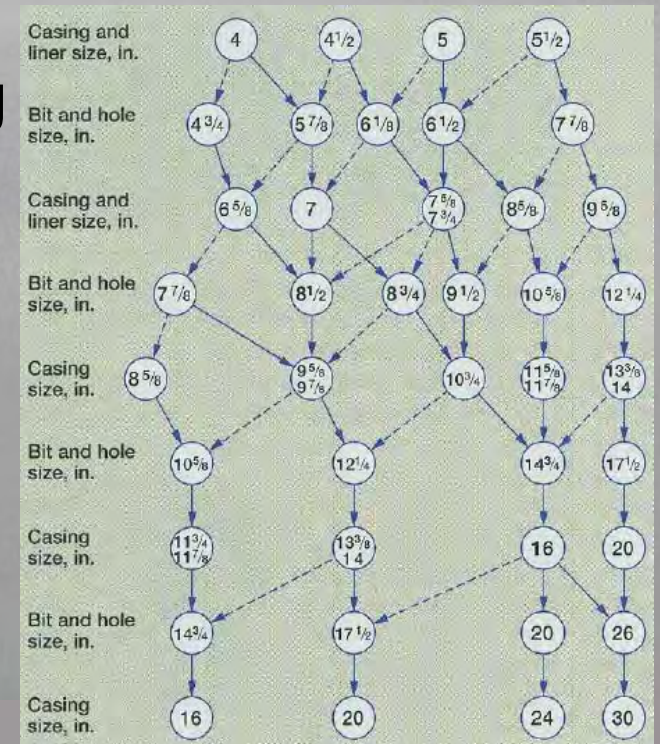 Casing and
liner size, in.
4 4 1/2 5 5 1/2
Bit and hole
size, in.
4 3/4 5 7/8 6 1/8 6 1/2 7 7/8
Casing and
liner size, in.
6 5/8 7 7 5/8 8 5/8 9 5/8
7 3/4
Bit and hole
size, in.
7 7/8 8 1/2 8 3/4 9 1/2 10 5/8 12 1/4
Casing
size, in.
8 5/8 9 5/8 10 3/4 11 5/8 13 3/8
9 7/8 11 7/8 14
Bit and hole
size, in.
10 5/8 12 1/4 14 3/4 17 1/2
Casing
size, in.
11 3/4 13 3/8 16 20
11 7/8 14
Bit and hole
size, in.
14 3/4 17 1/2 20 26
Casing
size, in.
16 20 24 30